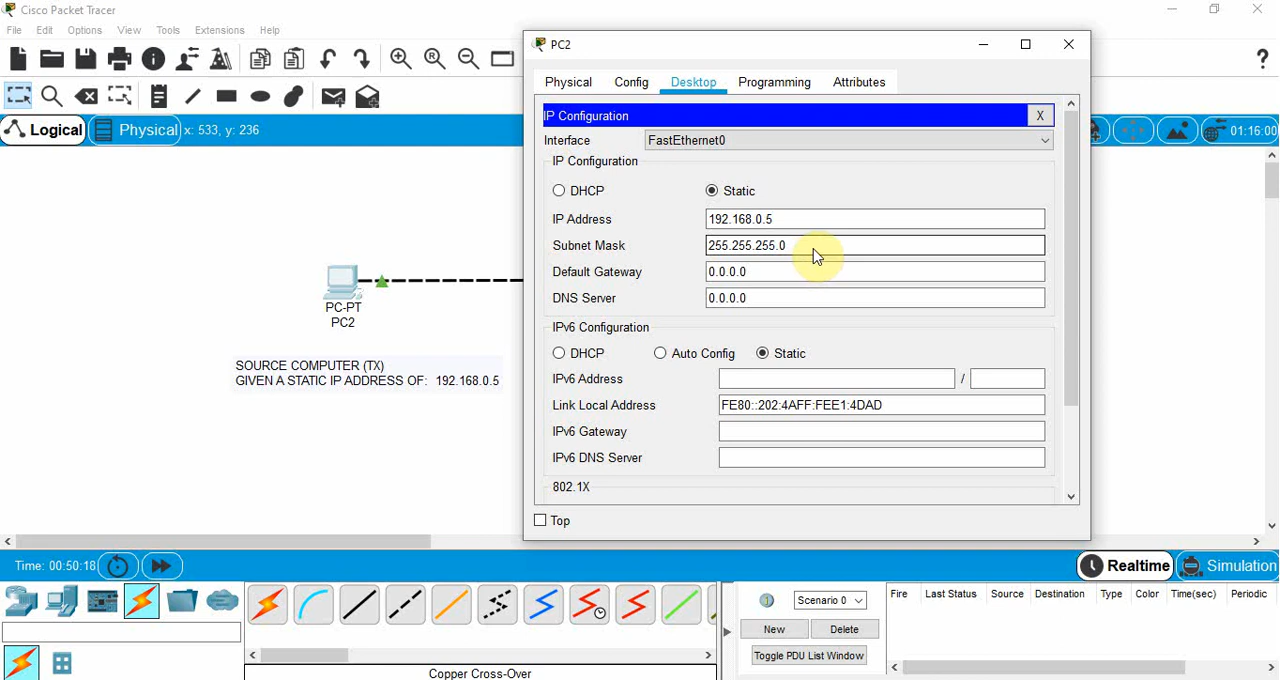 Cisco Packet Tracer
File Edit Options View Tools Extensions Help
Logical Physical x: 533, y: 236
01:16:00
PC-PT
PC2
SOURCE COMPUTER (TX)
GIVEN A STATIC IP ADDRESS OF: 192.168.0.5
PC2
Physical Config Desktop Programming Attributes
IP Configuration X
Interface FastEthernet0
IP Configuration
DHCP Static
IP Address 192.168.0.5
Subnet Mask 255.255.255.0
Default Gateway 0.0.0.0
DNS Server 0.0.0.0
IPv6 Configuration
DHCP Auto Config Static
IPv6 Address /
Link Local Address FE80::202:4AFF:FEE1:4DAD
IPv6 Gateway
IPv6 DNS Server
802.1X
Top
Time: 00:50:18 Realtime Simulation
Scenario 0
New Delete
Toggle PDU List Window
Fire Last Status Source Destination Type Color Time(sec) Periodic
Copper Cross-Over